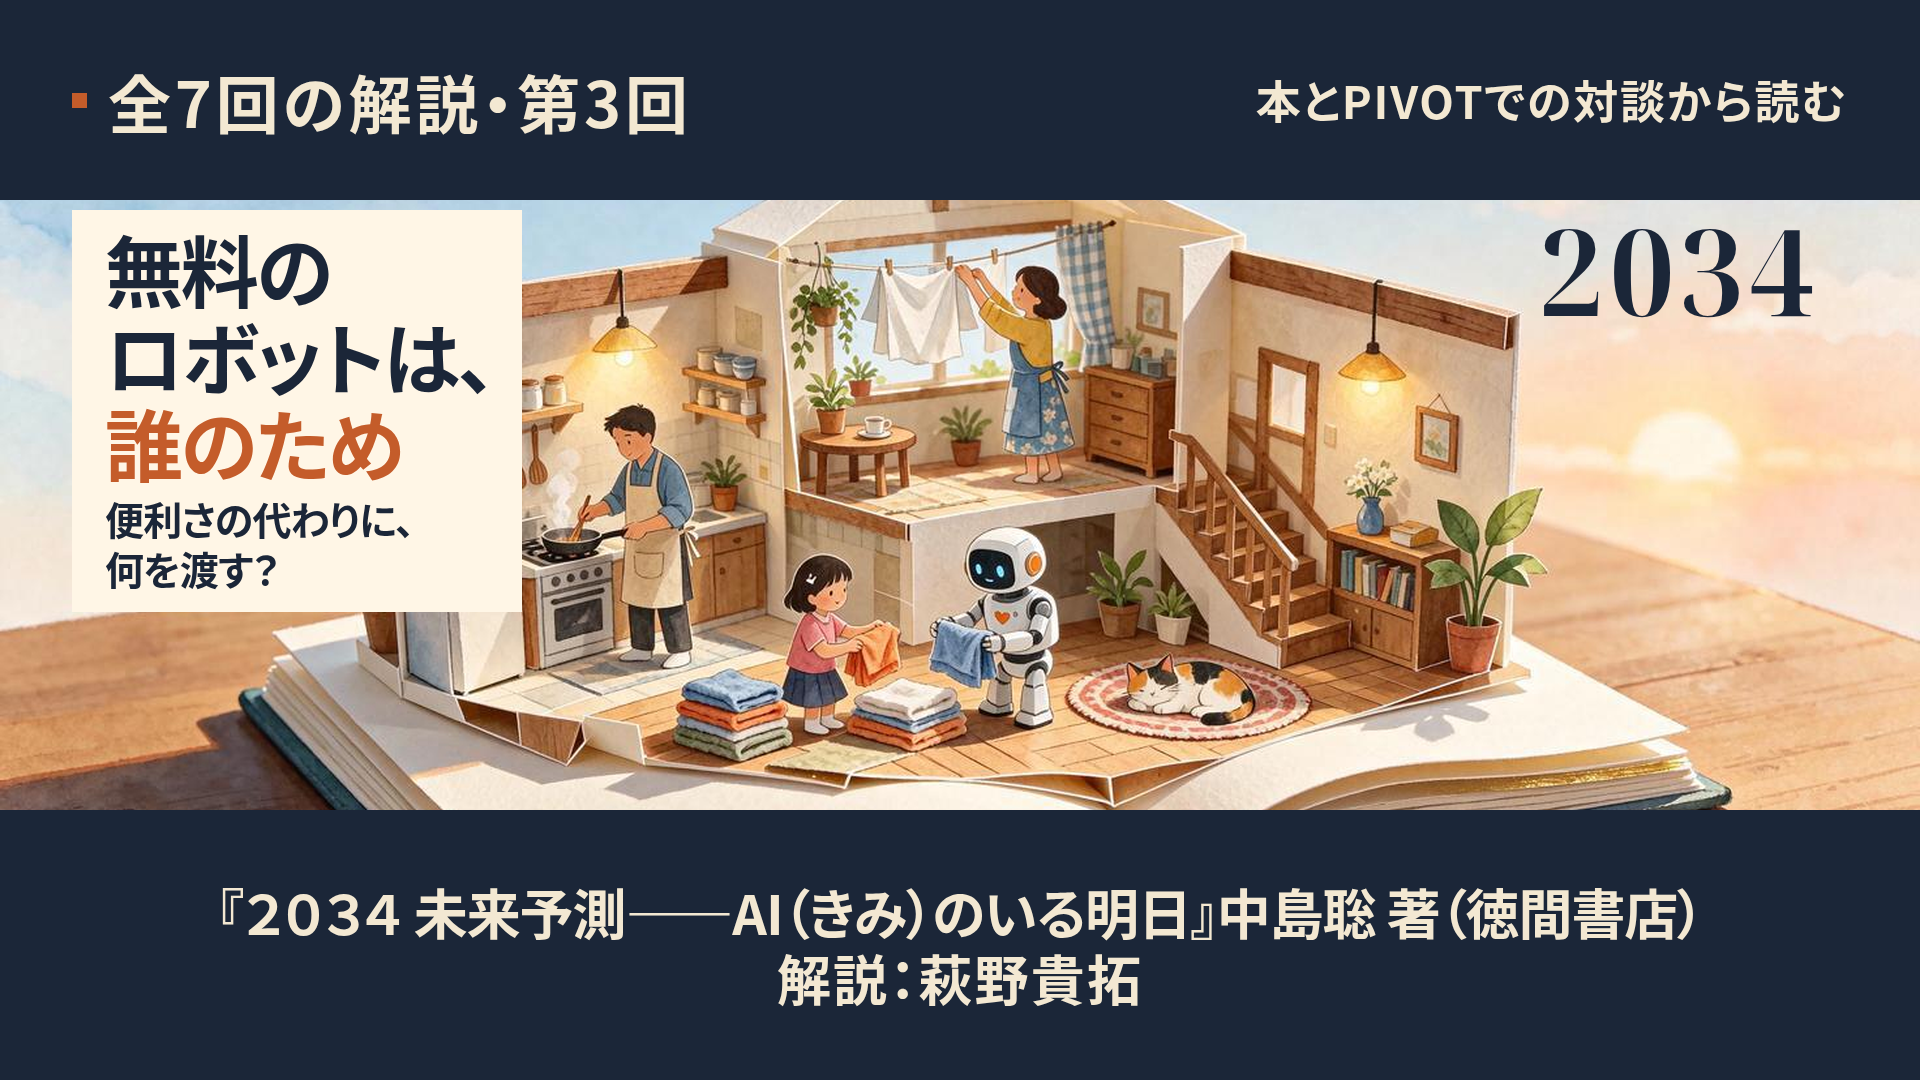 全7回の解説・第3回
本とPIVOTでの対談から読む
無料の
ロボットは、
誰のため
便利さの代わりに、
何を渡す？
2034
『２０３４ 未来予測――AI（きみ）のいる明日』中島聡 著（徳間書店）
解説：萩野貴拓